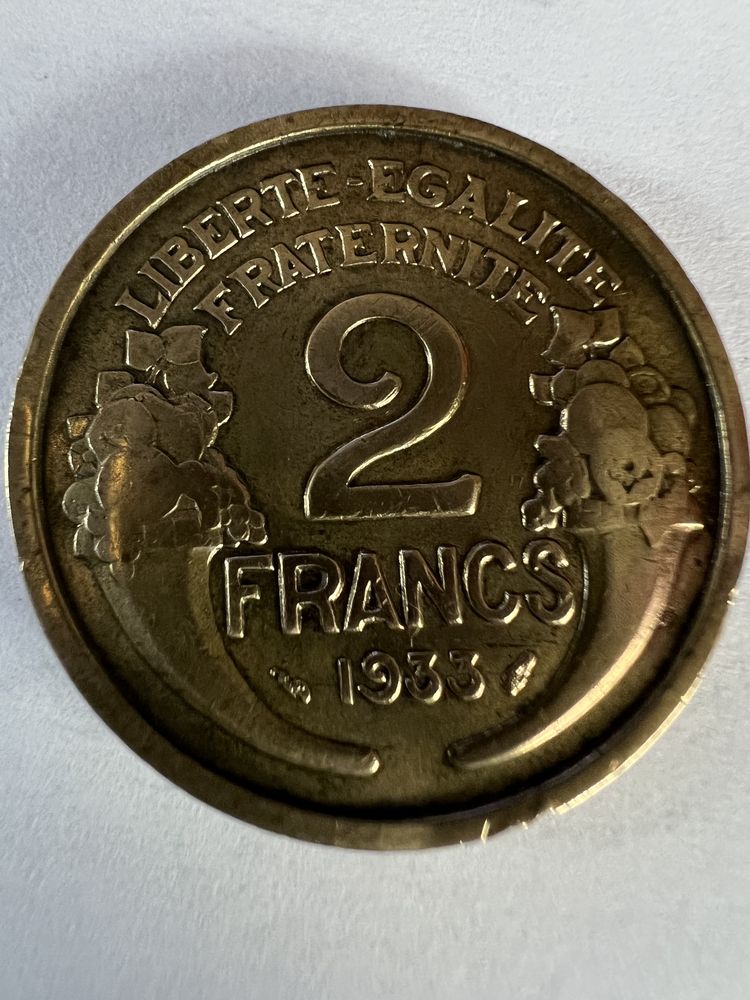 LIBERTE-EGALITE
FRATERNITE
2
FRANCS
1933